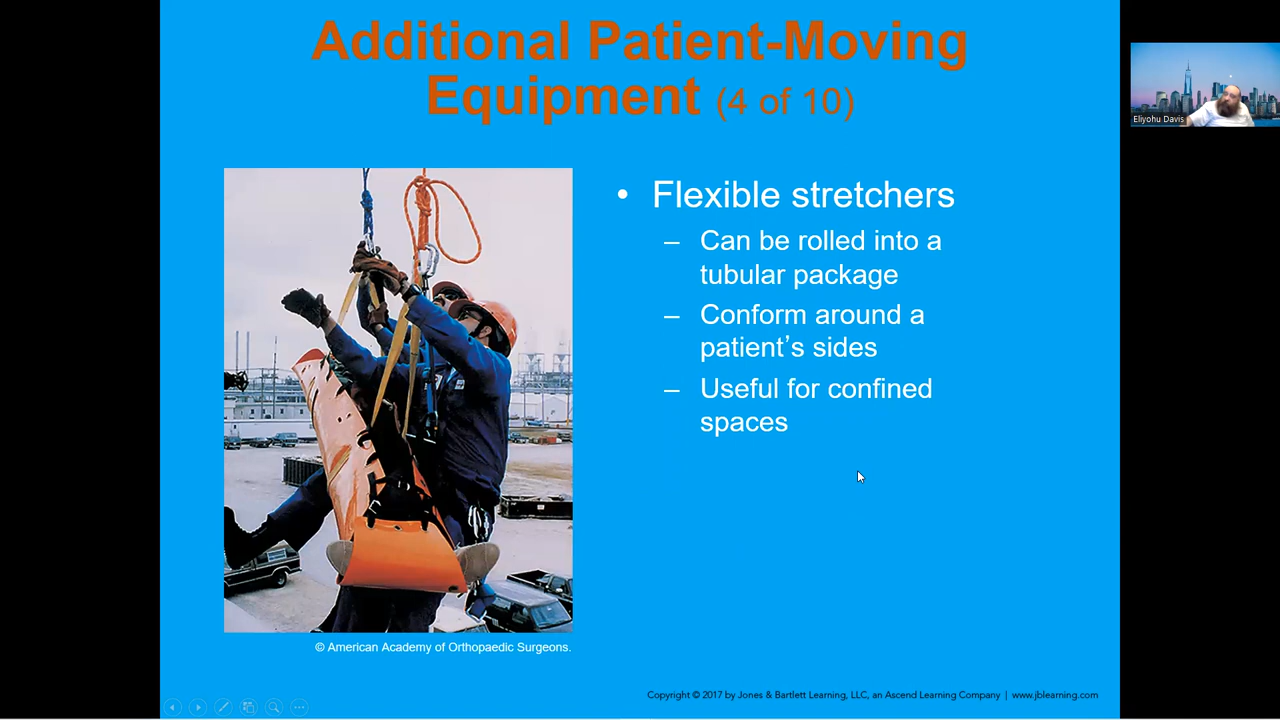 Additional Patient-Moving
Equipment (4 of 10)
Eliyohu Davis
• Flexible stretchers
– Can be rolled into a
tubular package
– Conform around a
patient’s sides
– Useful for confined
spaces
© American Academy of Orthopaedic Surgeons.
Copyright © 2017 by Jones & Bartlett Learning, LLC, an Ascend Learning Company | www.jblearning.com